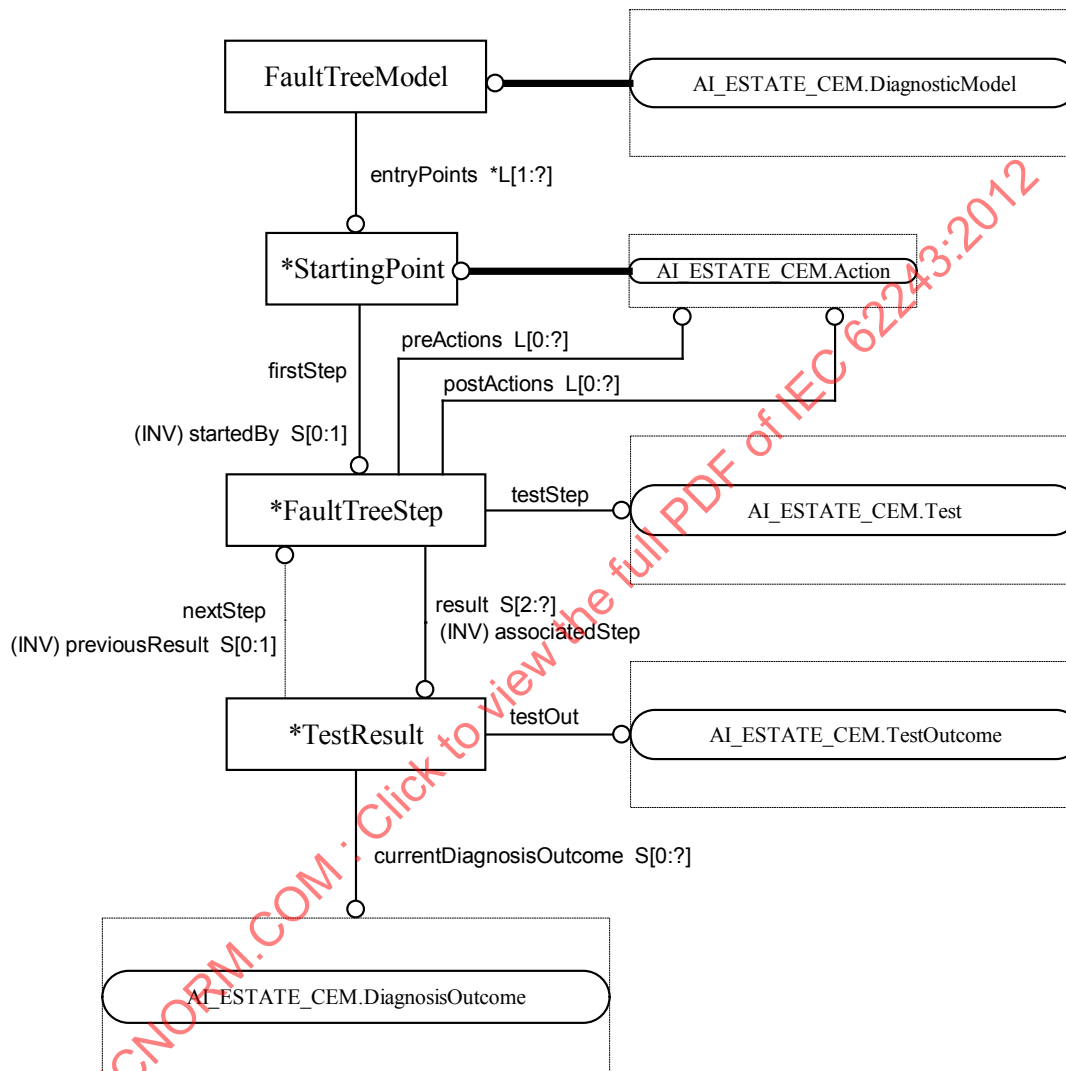 FaultTreeModel
AI_ESTATE_CEM.DiagnosticModel
entryPoints *L[1:?]
*StartingPoint
AI_ESTATE_CEM.Action
preActions L[0:?]
firstStep
postActions L[0:?]
(INV) startedBy S[0:1]
*FaultTreeStep
testStep
AI_ESTATE_CEM.Test
nextStep
(INV) previousResult S[0:1]
result S[2:?]
(INV) associatedStep
*TestResult
testOut
AI_ESTATE_CEM.TestOutcome
currentDiagnosisOutcome S[0:?]
AI_ESTATE_CEM.DiagnosisOutcome
CNORM.COM : Click to view the full PDF of IEC 62243:2012